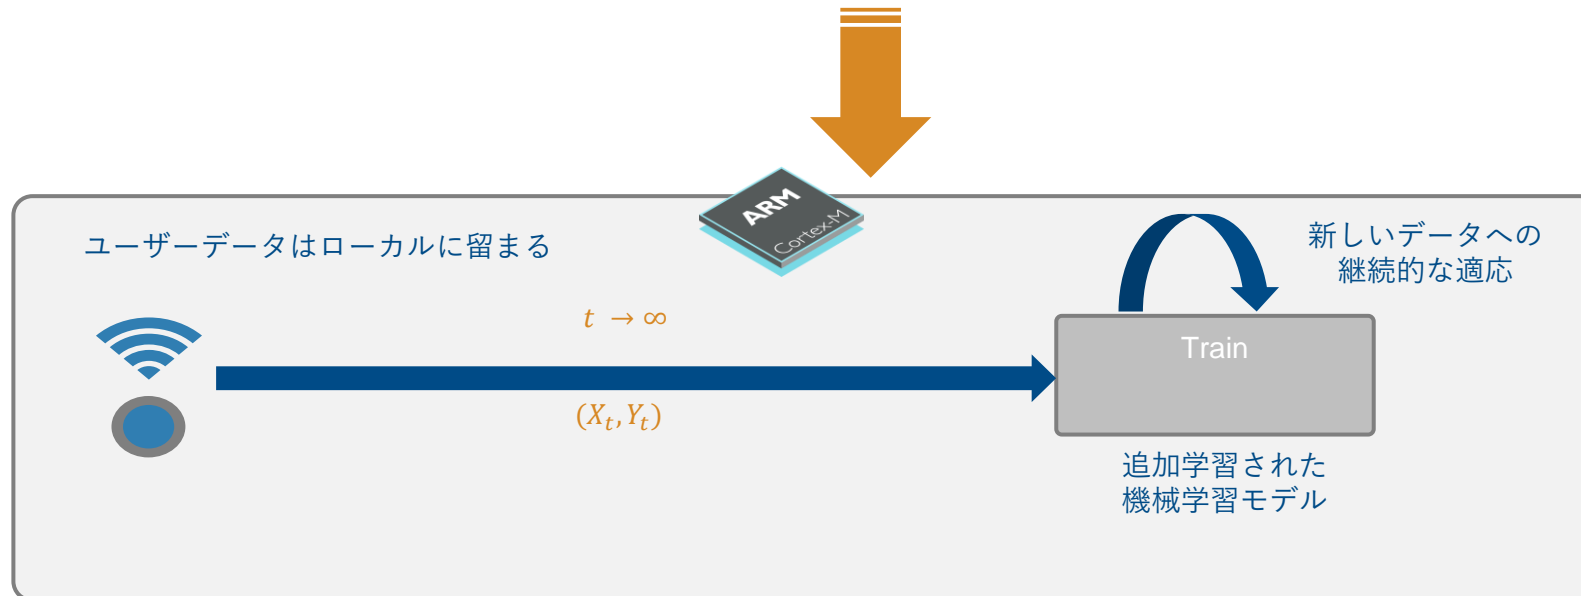 ARM
Cortex-M
ユーザーデータはローカルに留まる
新しいデータへの
継続的な適応
t → ∞
Train
(Xₜ, Yₜ)
追加学習された
機械学習モデル